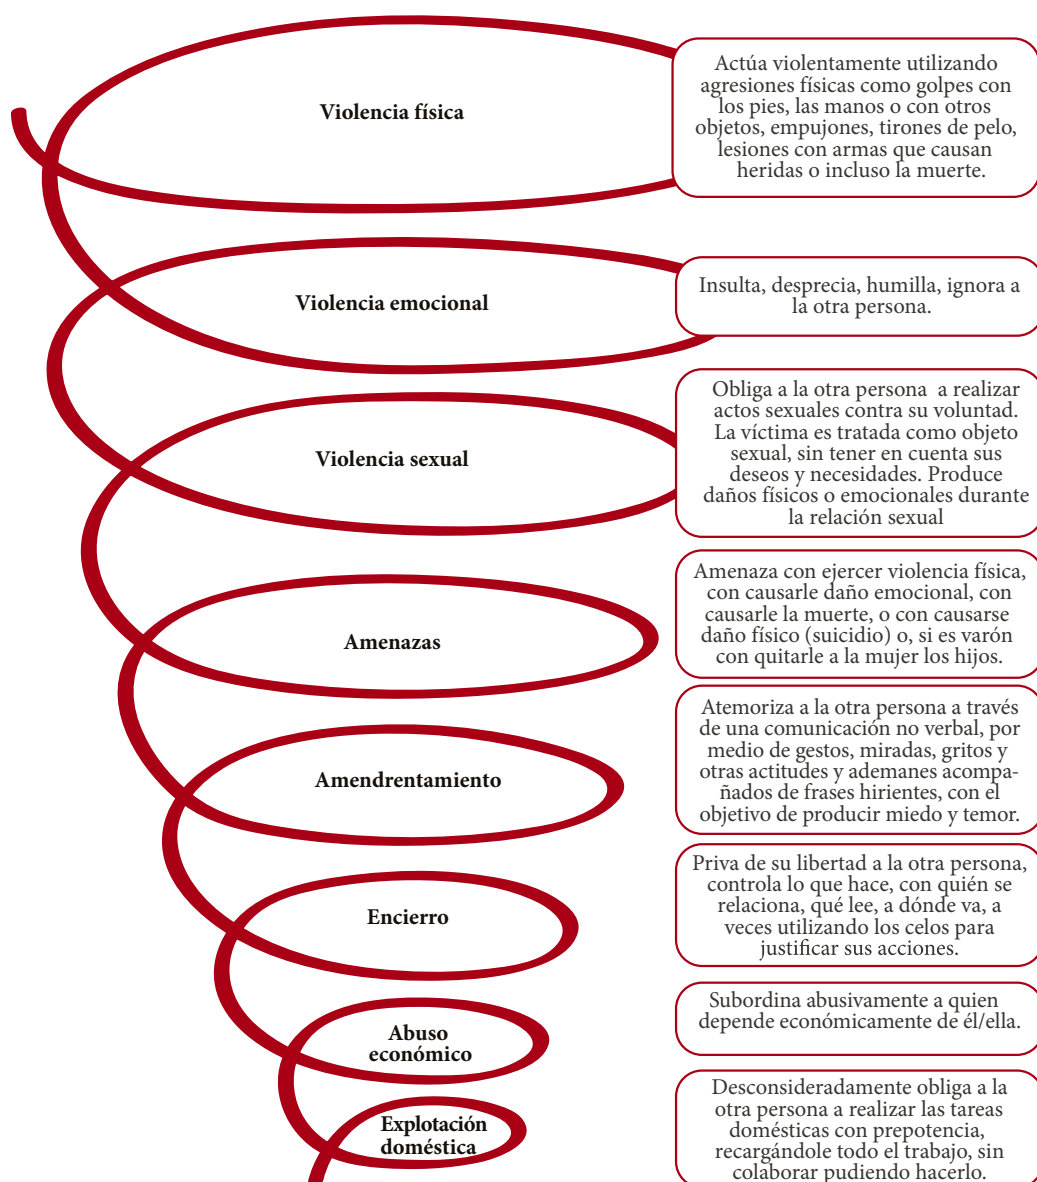 Violencia física
Actúa violentamente utilizando
agresiones físicas como golpes con
los pies, las manos o con otros
objetos, empujones, tirones de pelo,
lesiones con armas que causan
heridas o incluso la muerte.
Violencia emocional
Insulta, desprecia, humilla, ignora a
la otra persona.
Violencia sexual
Obliga a la otra persona a realizar
actos sexuales contra su voluntad.
La víctima es tratada como objeto
sexual, sin tener en cuenta sus
deseos y necesidades. Produce
daños físicos o emocionales durante
la relación sexual
Amenazas
Amenaza con ejercer violencia física,
con causarle daño emocional, con
causarle la muerte, o con causarse
daño físico (suicidio) o, si es varón
con quitarle a la mujer los hijos.
Amendrentamiento
Atemoriza a la otra persona a través
de una comunicación no verbal, por
medio de gestos, miradas, gritos y
otras actitudes y ademanes acompa-
ñados de frases hirientes, con el
objetivo de producir miedo y temor.
Encierro
Priva de su libertad a la otra persona,
controla lo que hace, con quién se
relaciona, qué lee, a dónde va, a
veces utilizando los celos para
justificar sus acciones.
Abuso
económico
Subordina abusivamente a quien
depende económicamente de él/ella.
Explotación
doméstica
Desconsideradamente obliga a la
otra persona a realizar las tareas
domésticas con prepotencia,
recargándole todo el trabajo, sin
colaborar pudiendo hacerlo.